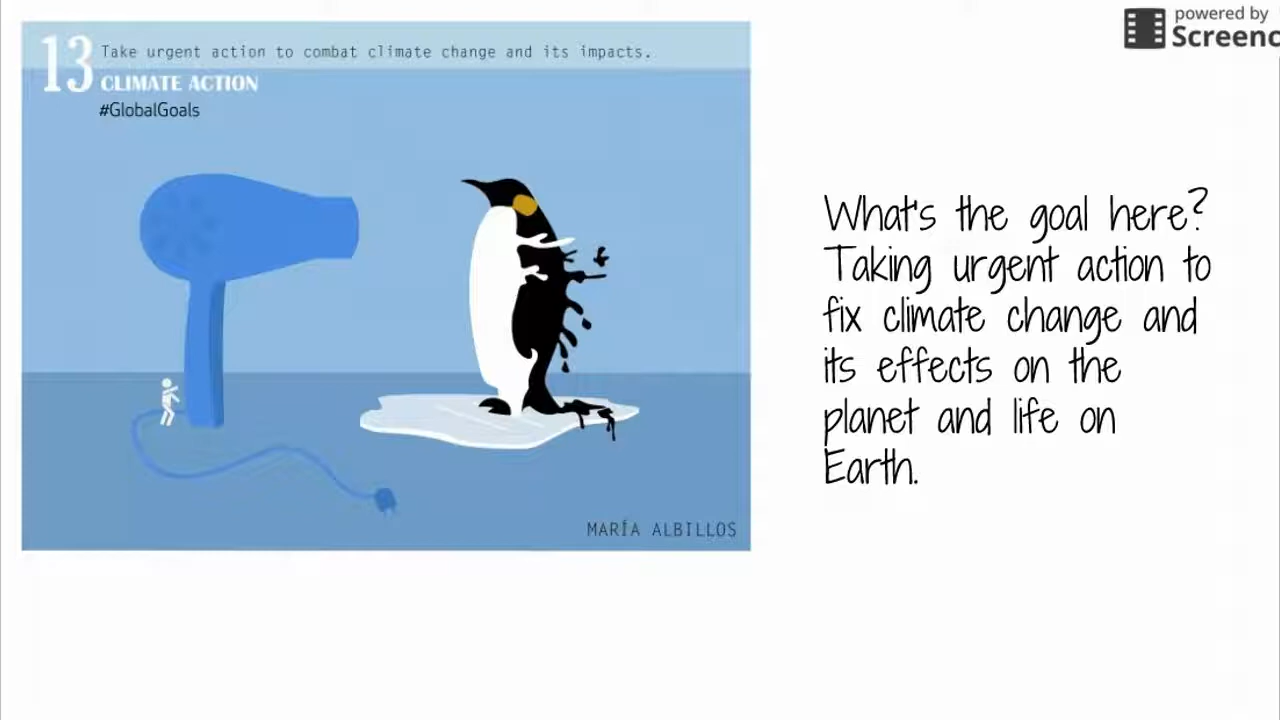 13 Take urgent action to combat climate change and its impacts.
CLIMATE ACTION
#GlobalGoals
MARÍA ALBILLOS
What's the goal here?
Taking urgent action to
fix climate change and
its effects on the
planet and life on
Earth.
powered by
Screenc